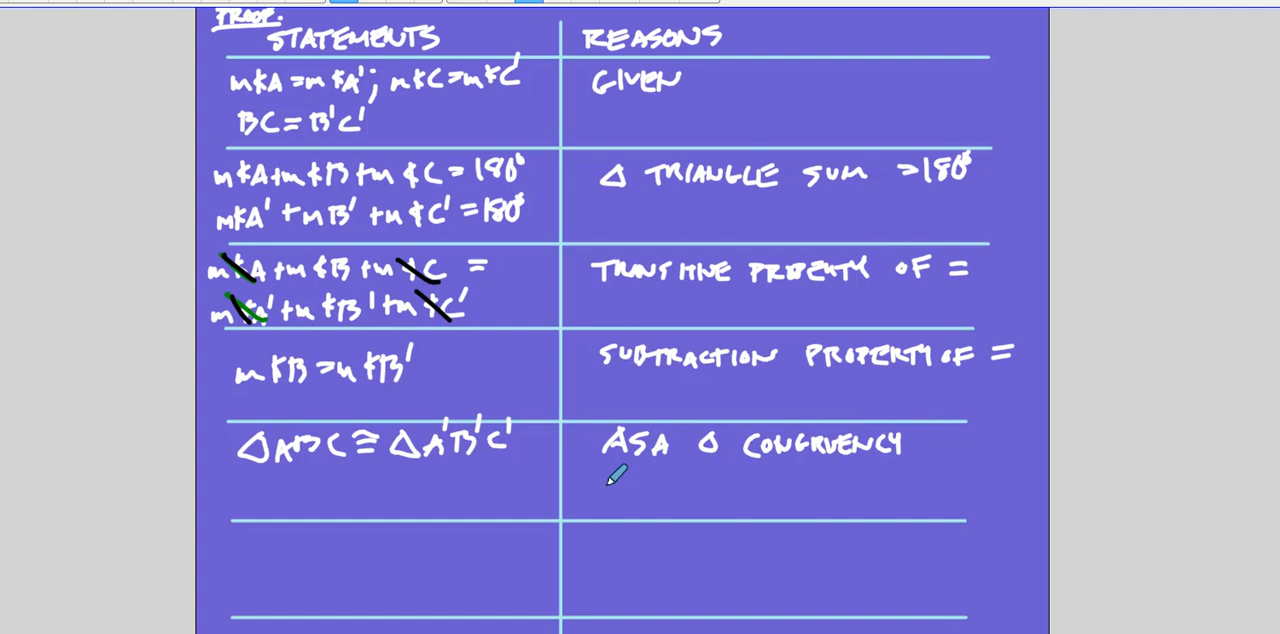 PROOF.
STATEMENTS
REASONS
m∠A = m∠A'; m∠C = m∠C'
BC = B'C'
GIVEN
m∠A + m∠B + m∠C = 180°
m∠A' + mB' + m∠C' = 180°
△ TRIANGLE SUM = 180°
m∠A + m∠B + m∠C =
m∠A' + m∠B' + m∠C'
TRANSITIVE PROPERTY OF =
m∠B = m∠B'
SUBTRACTION PROPERTY OF =
△ABC ≅ △A'B'C'
ASA △ CONGRUENCY